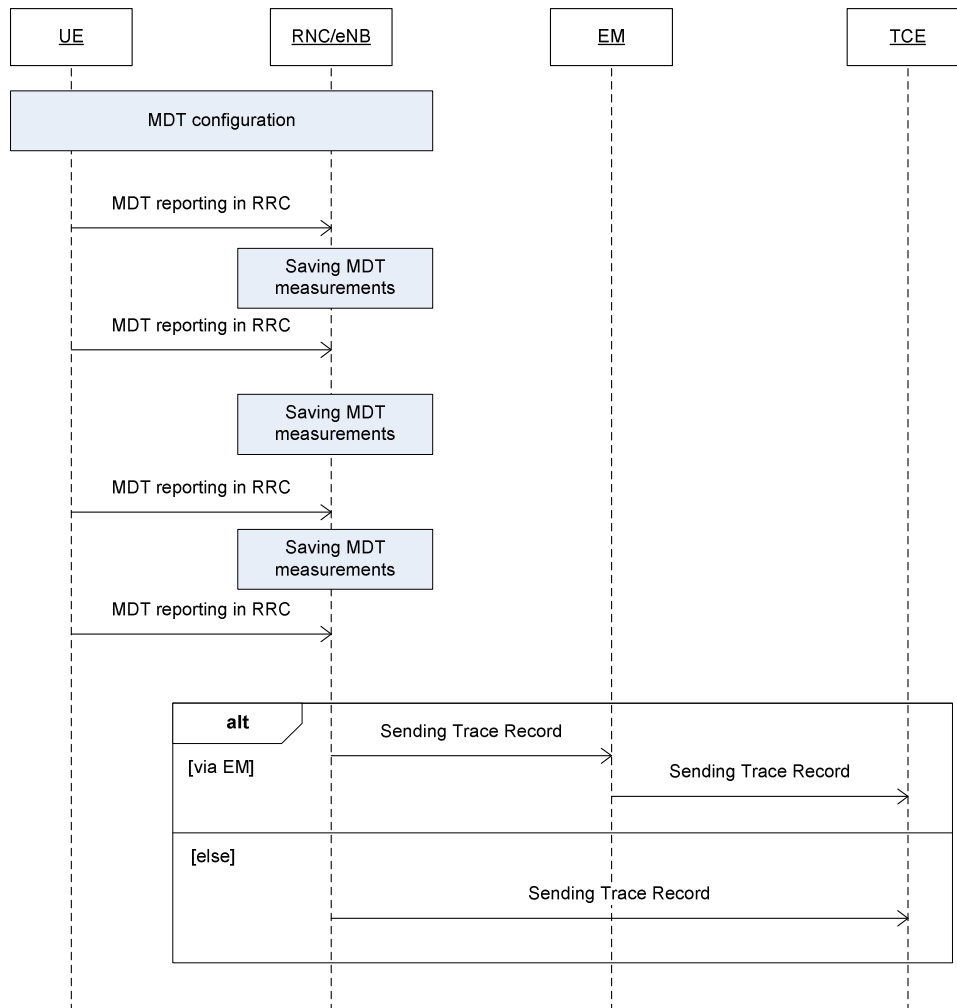 UE
RNC/eNB
EM
TCE
MDT configuration
MDT reporting in RRC
Saving MDT
measurements
MDT reporting in RRC
Saving MDT
measurements
MDT reporting in RRC
Saving MDT
measurements
MDT reporting in RRC
alt
Sending Trace Record
[via EM]
Sending Trace Record
[else]
Sending Trace Record